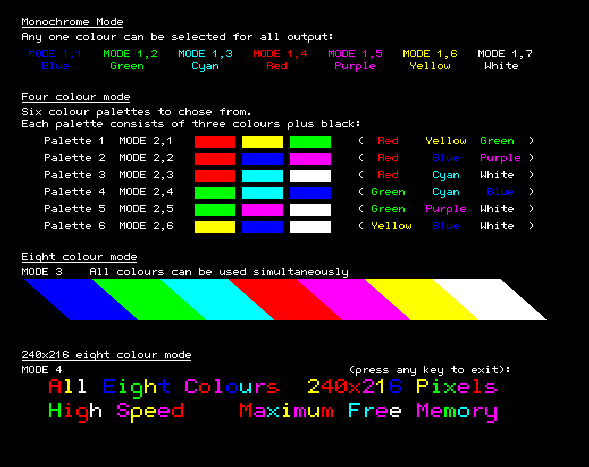 Monochrome Mode
Any one colour can be selected for all output:
MODE 1,1 MODE 1,2 MODE 1,3 MODE 1,4 MODE 1,5 MODE 1,6 MODE 1,7
Blue Green Cyan Red Purple Yellow White
Four colour mode
Six colour palettes to chose from.
Each palette consists of three colours plus black:
Palette 1 MODE 2,1 ( Red Yellow Green )
Palette 2 MODE 2,2 ( Red Blue Purple )
Palette 3 MODE 2,3 ( Red Cyan White )
Palette 4 MODE 2,4 ( Green Cyan Blue )
Palette 5 MODE 2,5 ( Green Purple White )
Palette 6 MODE 2,6 ( Yellow Blue White )
Eight colour mode
MODE 3 All colours can be used simultaneously
240x216 eight colour mode
MODE 4 (press any key to exit):
All Eight Colours 240x216 Pixels
High Speed Maximum Free Memory